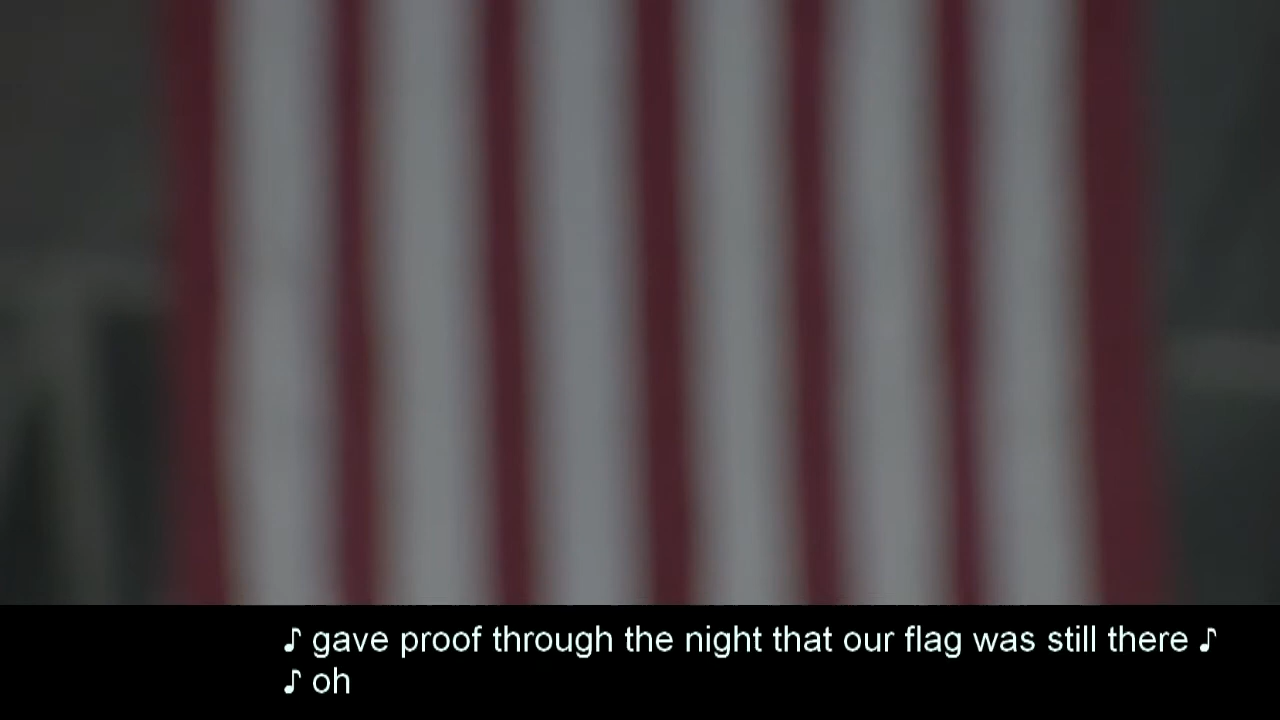 ♪ gave proof through the night that our flag was still there ♪
♪ oh